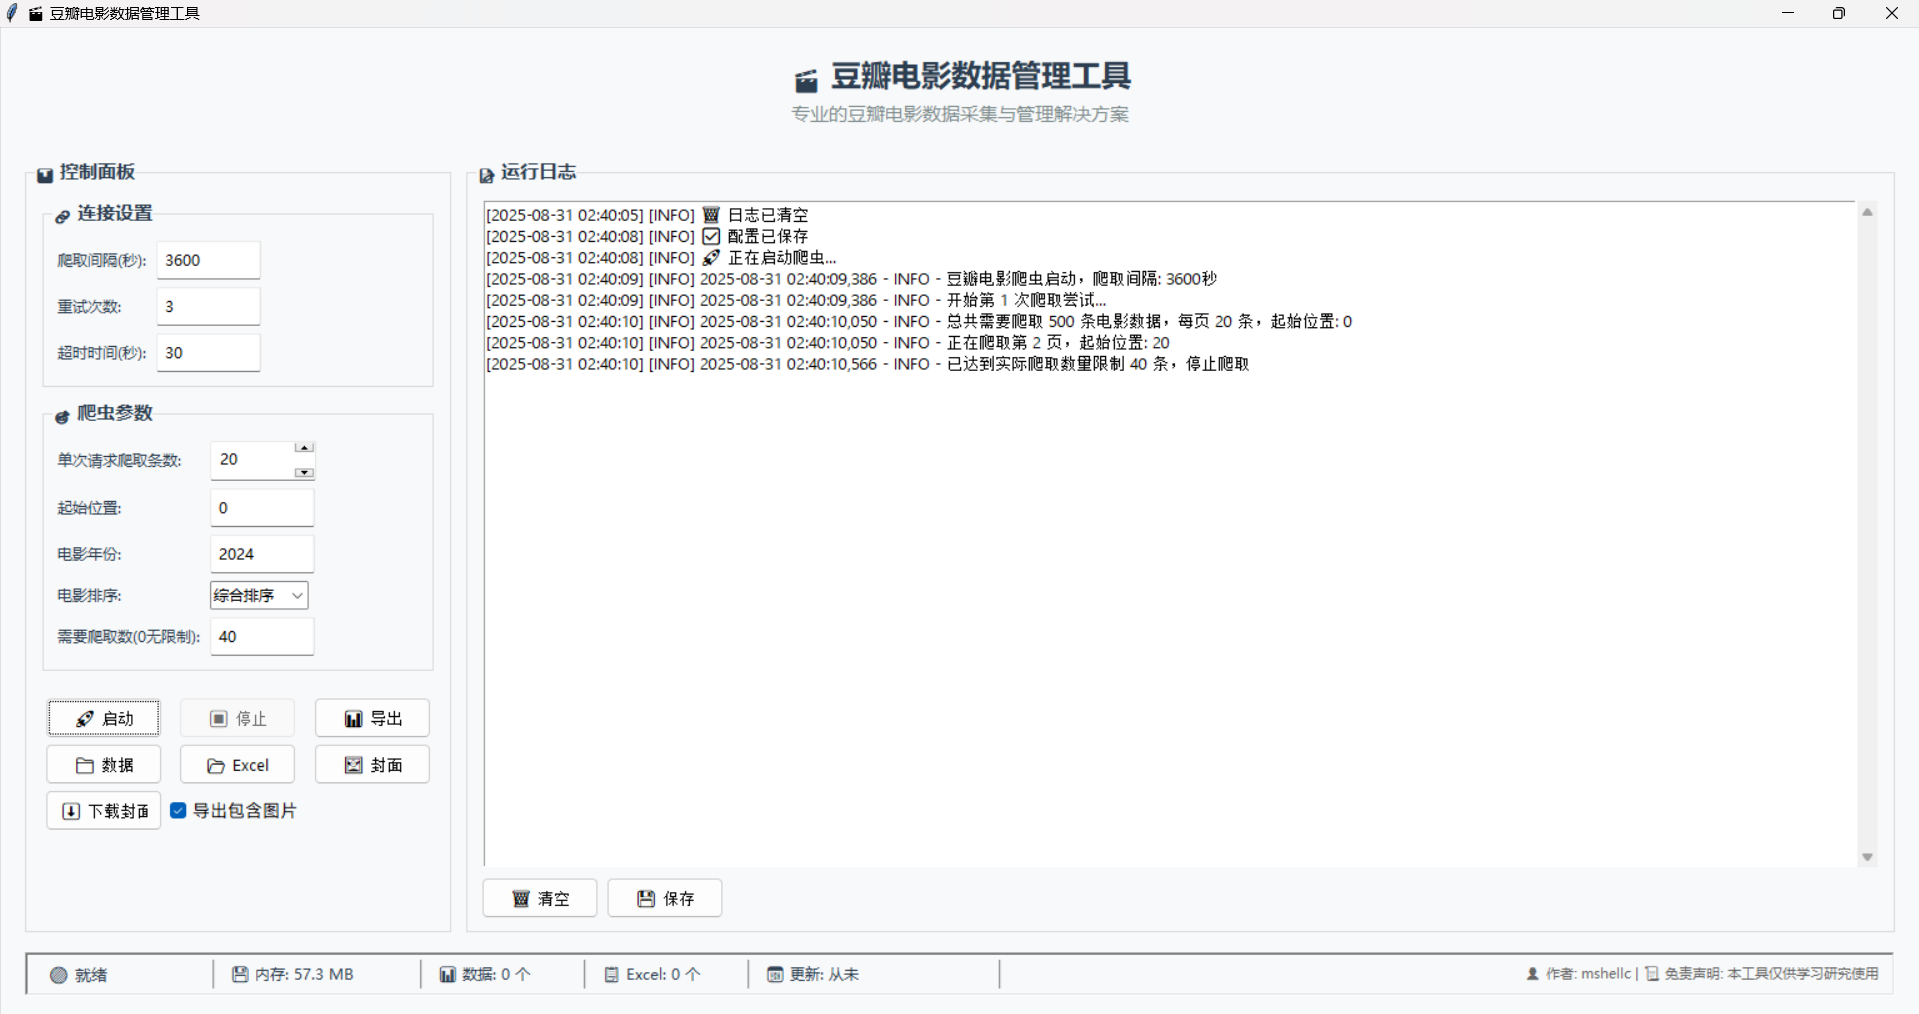 豆瓣电影数据管理工具
豆瓣电影数据管理工具
专业的豆瓣电影数据采集与管理解决方案
控制面板
连接设置
爬取间隔(秒): 3600
重试次数: 3
超时时间(秒): 30
爬虫参数
单次请求爬取条数: 20
起始位置: 0
电影年份: 2024
电影排序: 综合排序
需要爬取数(0无限制): 40
启动 停止 导出
数据 Excel 封面
下载封面 导出包含图片
运行日志
[2025-08-31 02:40:05] [INFO] 日志已清空
[2025-08-31 02:40:08] [INFO] 配置已保存
[2025-08-31 02:40:08] [INFO] 正在启动爬虫...
[2025-08-31 02:40:09] [INFO] 2025-08-31 02:40:09,386 - INFO - 豆瓣电影爬虫启动，爬取间隔: 3600秒
[2025-08-31 02:40:09] [INFO] 2025-08-31 02:40:09,386 - INFO - 开始第 1 次爬取尝试...
[2025-08-31 02:40:10] [INFO] 2025-08-31 02:40:10,050 - INFO - 总共需要爬取 500 条电影数据，每页 20 条，起始位置: 0
[2025-08-31 02:40:10] [INFO] 2025-08-31 02:40:10,050 - INFO - 正在爬取第 2 页，起始位置: 20
[2025-08-31 02:40:10] [INFO] 2025-08-31 02:40:10,566 - INFO - 已达到实际爬取数量限制 40 条，停止爬取
清空 保存
就绪 内存: 57.3 MB 数据: 0 个 Excel: 0 个 更新: 从未 作者: mshellc | 免责声明: 本工具仅供学习研究使用